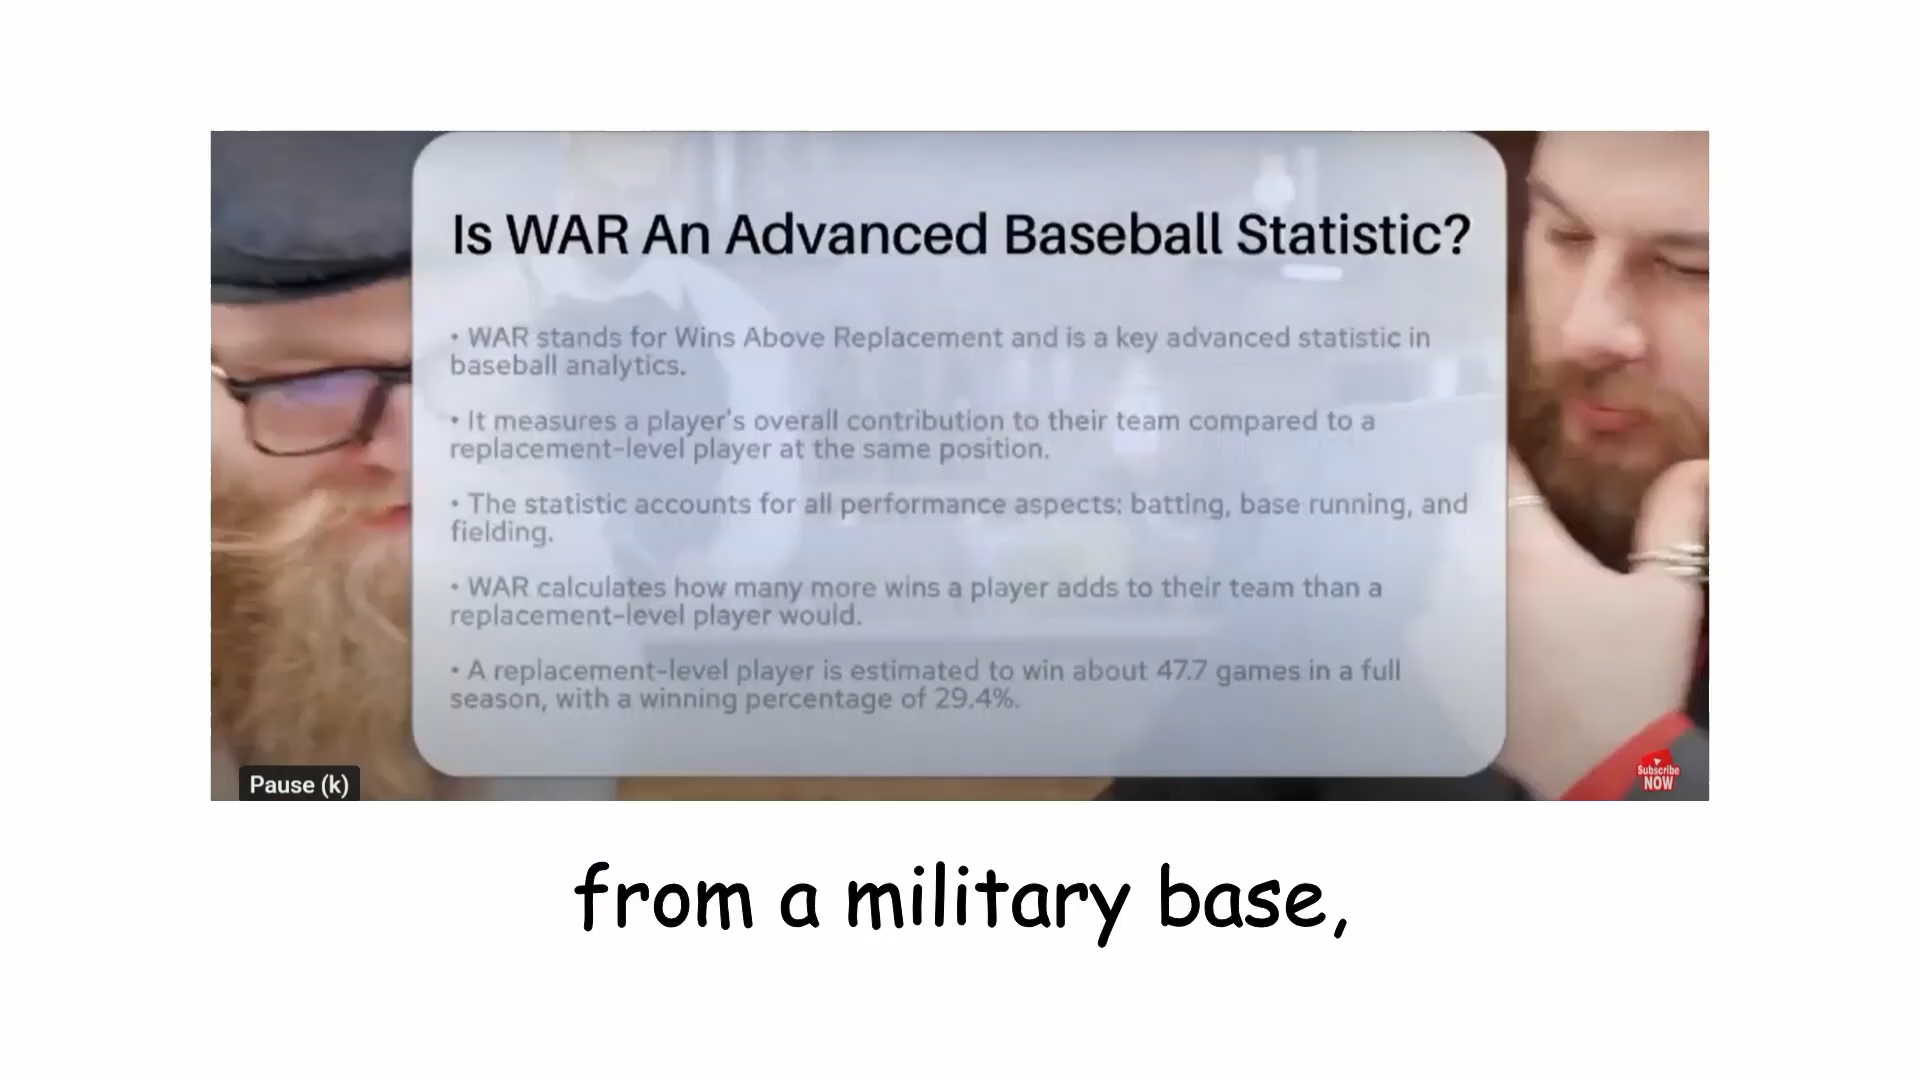 Is WAR An Advanced Baseball Statistic?
• WAR stands for Wins Above Replacement and is a key advanced statistic in
baseball analytics.
• It measures a player's overall contribution to their team compared to a
replacement-level player at the same position.
• The statistic accounts for all performance aspects: batting, base running, and
fielding.
• WAR calculates how many more wins a player adds to their team than a
replacement-level player would.
• A replacement-level player is estimated to win about 47.7 games in a full
season, with a winning percentage of 29.4%.
Pause (k)
Subscribe
NOW
from a military base,